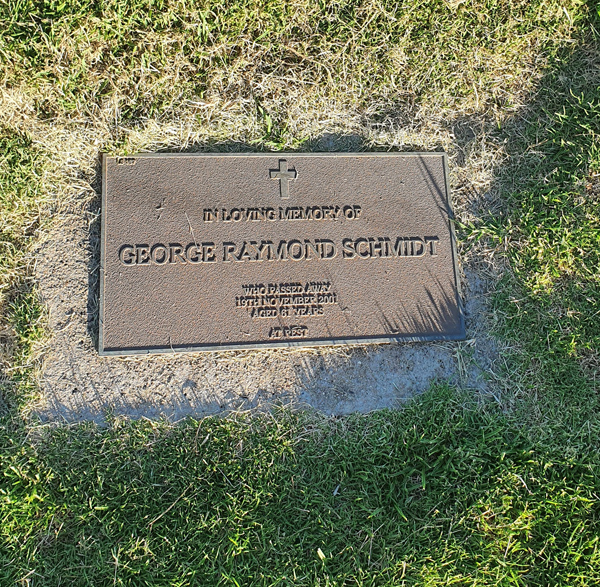 IN LOVING MEMORY OF
GEORGE RAYMOND SCHMIDT
WHO PASSED AWAY
19TH NOVEMBER 2001
AGED 61 YEARS
AT REST